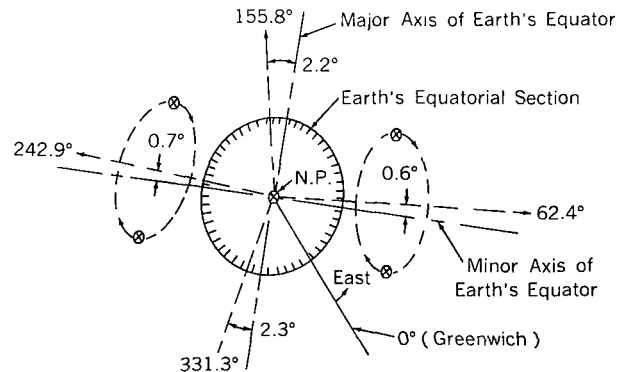 155.8°
Major Axis of Earth's Equator
2.2°
Earth's Equatorial Section
242.9°
0.7°
N.P.
0.6°
62.4°
East
Minor Axis of
Earth's Equator
2.3°
0° (Greenwich)
331.3°